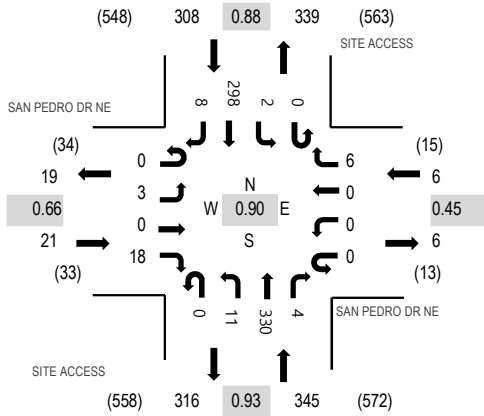 (548) 308 0.88 339 (563)
SITE ACCESS
SAN PEDRO DR NE
8 298 2 0
(34) (15)
19 0 6 6
3 N 0
0.66 W 0.90 E 0.45
21 0 S 0 6
18 0
(33) (13)
0 11 330 4
SAN PEDRO DR NE
SITE ACCESS
(558) 316 0.93 345 (572)